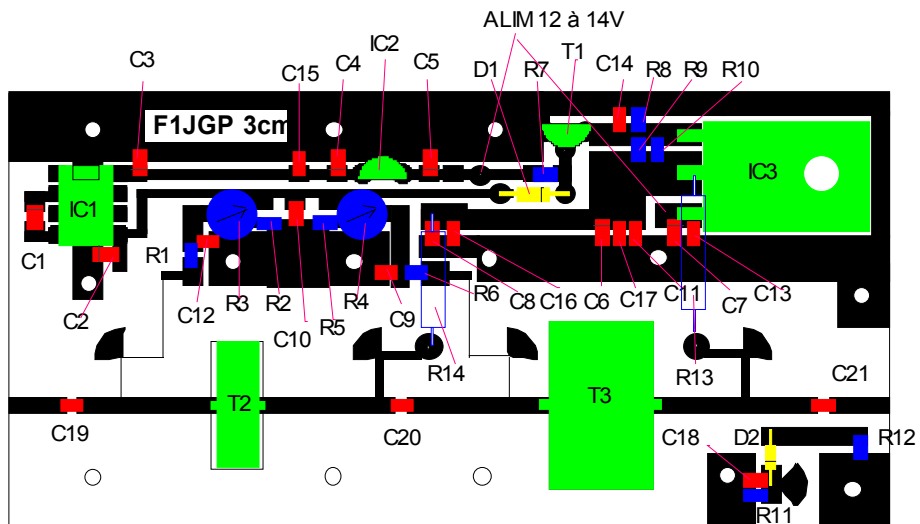 ALIM 12 à 14V
C3
C15
C4
IC2
C5
D1
R7
T1
C14
R8
R9
R10
F1JGP 3cm
IC1
IC3
C1
C2
R1
C12
R3
R2
C10
R5
R4
C9
R6
C8
C16
C6
C17
C11
C7
C13
R14
R13
C21
T2
T3
C19
C20
C18
D2
R12
R11